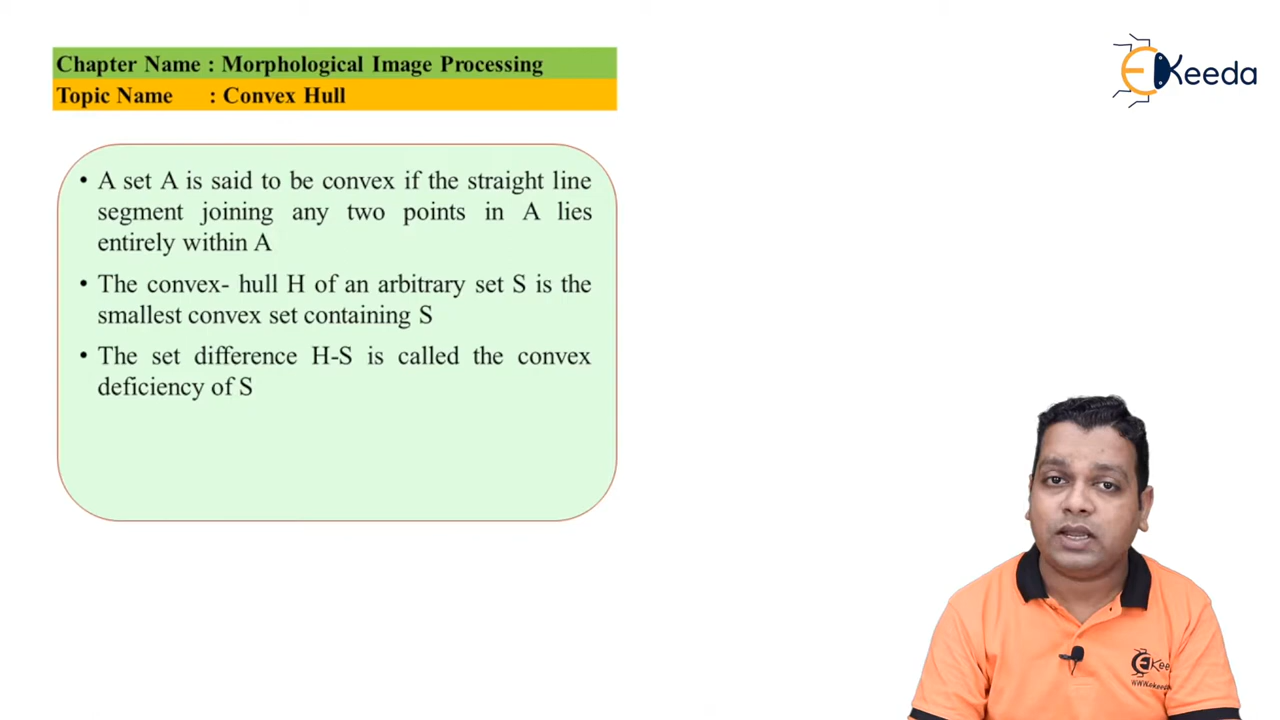 Chapter Name : Morphological Image Processing
Topic Name : Convex Hull
EKeeda
• A set A is said to be convex if the straight line
segment joining any two points in A lies
entirely within A
• The convex- hull H of an arbitrary set S is the
smallest convex set containing S
• The set difference H-S is called the convex
deficiency of S